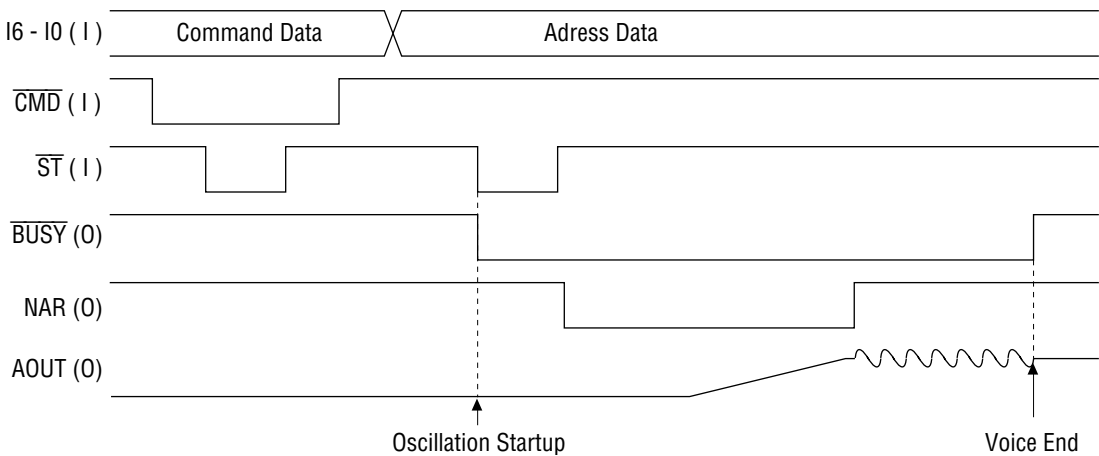 I6 - I0 ( I ) Command Data Adress Data
CMD ( I )
ST ( I )
BUSY (O)
NAR (O)
AOUT (O)
Oscillation Startup Voice End